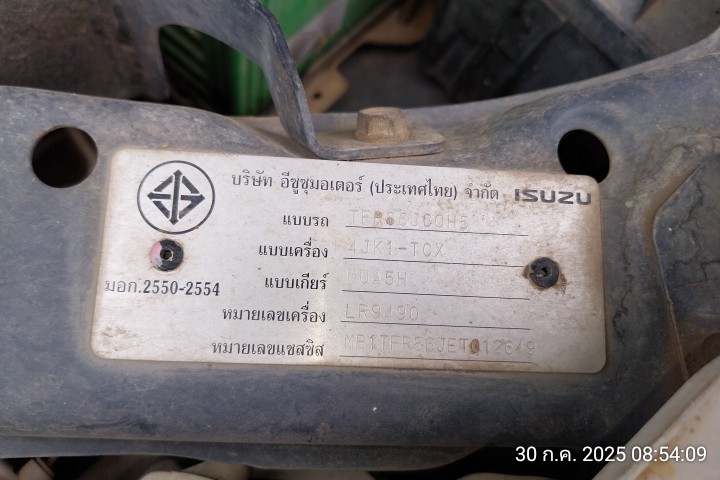 บริษัท อีซูซุมอเตอร์ (ประเทศไทย) จำกัด ISUZU
แบบรถ
แบบเครื่อง 4JK1-TCX
มอก.2550-2554
แบบเกียร์
หมายเลขเครื่อง
หมายเลขแชสซิส
30 ก.ค. 2025 08:54:09